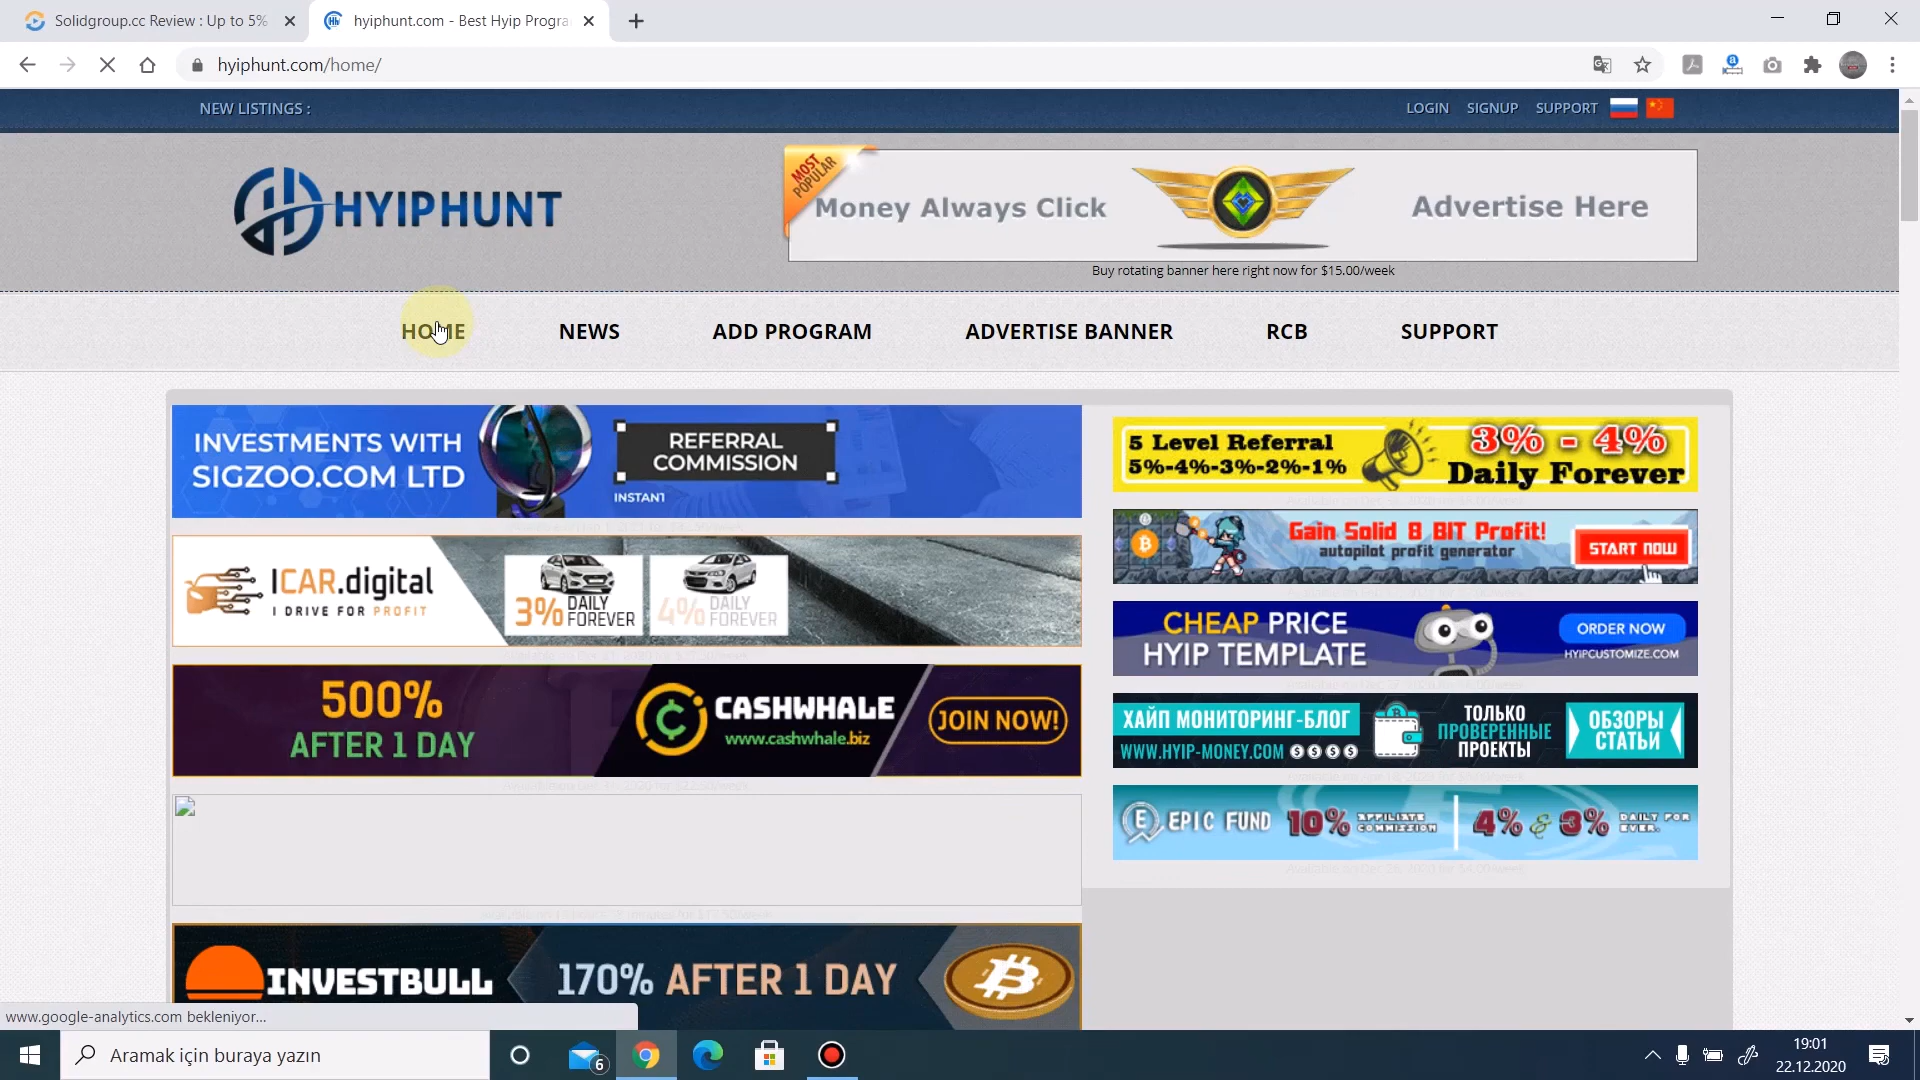 Solidgroup.cc Review : Up to 5%
hyiphunt.com - Best Hyip Progra
hyiphunt.com/home/
NEW LISTINGS :
LOGIN
SIGNUP
SUPPORT
HYIPHUNT
MOST POPULAR
Money Always Click
Advertise Here
Buy rotating banner here right now for $15.00/week
HOME
NEWS
ADD PROGRAM
ADVERTISE BANNER
RCB
SUPPORT
INVESTMENTS WITH
SIGZOO.COM LTD
REFERRAL
COMMISSION
INSTANT
5 Level Referral
5%-4%-3%-2%-1%
3% - 4%
Daily Forever
ICAR.digital
I DRIVE FOR PROFIT
3% DAILY FOREVER
4% DAILY FOREVER
Gain Solid 8 BIT Profit!
autopilot profit generator
START NOW
CHEAP PRICE
HYIP TEMPLATE
ORDER NOW
HYIPCUSTOMIZE.COM
500%
AFTER 1 DAY
CASHWHALE
www.cashwhale.biz
JOIN NOW!
ХАЙП МОНИТОРИНГ-БЛОГ
WWW.HYIP-MONEY.COM
ТОЛЬКО
ПРОВЕРЕННЫЕ
ПРОЕКТЫ
ОБЗОРЫ
СТАТЬИ
EPIC FUND
10% AFFILIATE COMMISSION
4% & 3% DAILY FOR EVER.
INVESTBULL
170% AFTER 1 DAY
www.google-analytics.com bekleniyor...
Aramak için buraya yazın
6
19:01
22.12.2020